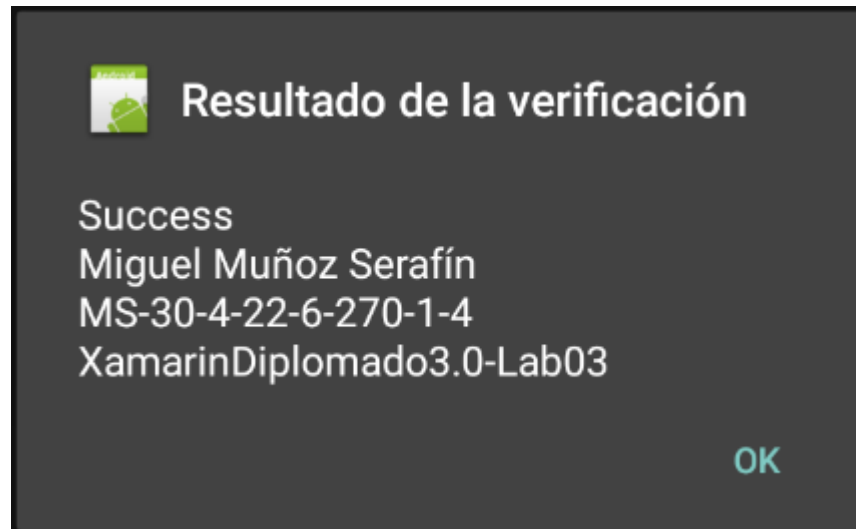 Android
Resultado de la verificación
Success
Miguel Muñoz Serafín
MS-30-4-22-6-270-1-4
XamarinDiplomado3.0-Lab03
OK